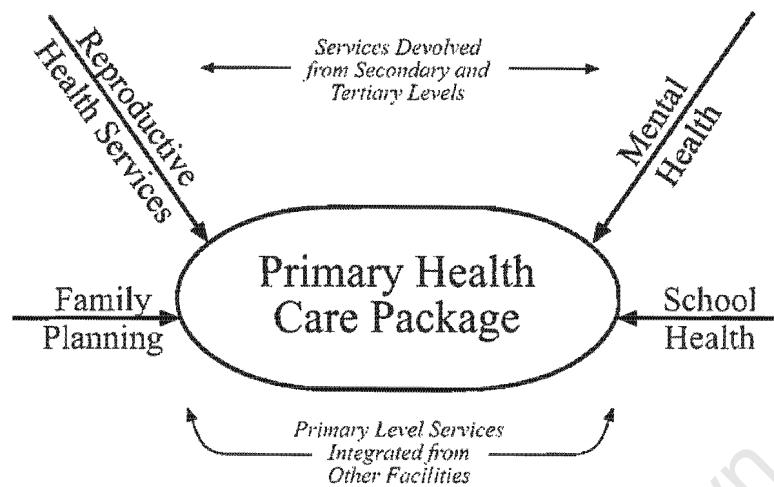 Services Devolved
from Secondary and
Tertiary Levels
Reproductive
Health Services
Mental
Health
Primary Health
Care Package
Family
Planning
School
Health
Primary Level Services
Integrated from
Other Facilities